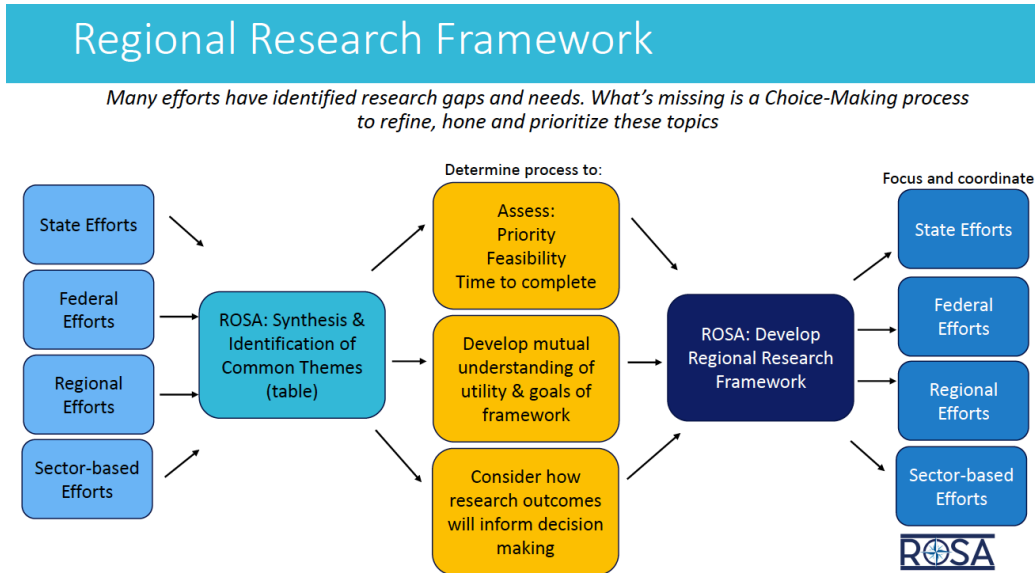 Regional Research Framework
Many efforts have identified research gaps and needs. What's missing is a Choice-Making process
to refine, hone and prioritize these topics
State Efforts
Federal
Efforts
Regional
Efforts
Sector-based
Efforts
ROSA: Synthesis &
Identification of
Common Themes
(table)
Determine process to:
Assess:
Priority
Feasibility
Time to complete
Develop mutual
understanding of
utility & goals of
framework
Consider how
research outcomes
will inform decision
making
ROSA: Develop
Regional Research
Framework
Focus and coordinate
State Efforts
Federal
Efforts
Regional
Efforts
Sector-based
Efforts
ROSA